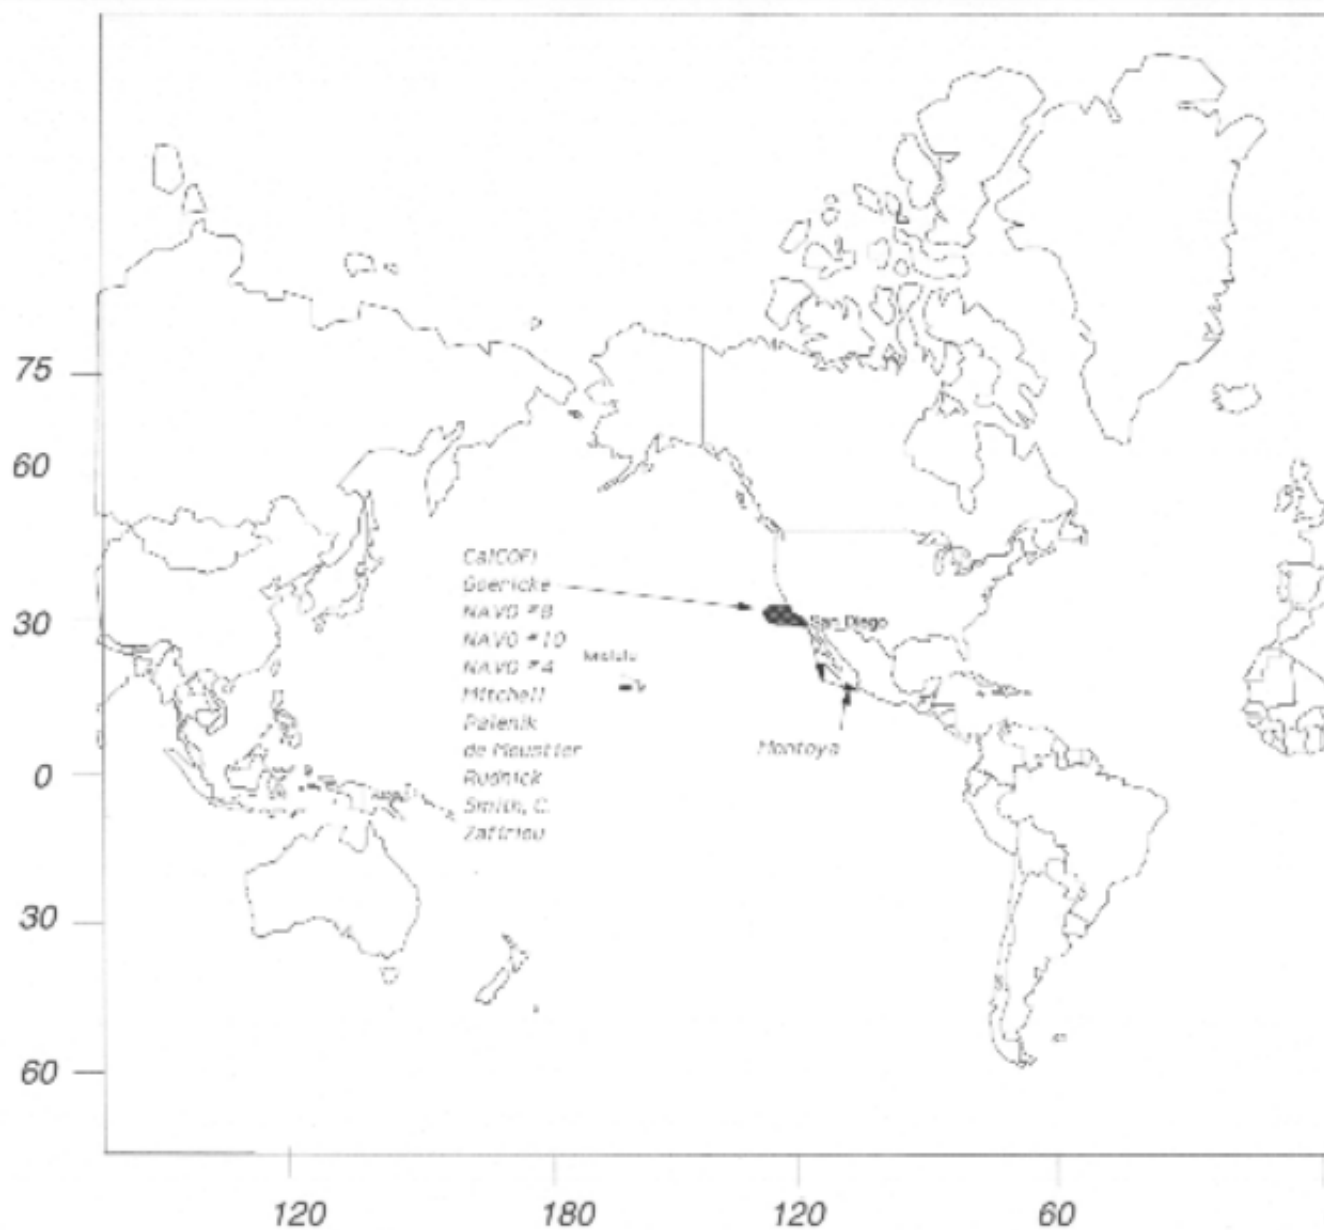 75
60
30
0
30
60
CalCOFI
Goericke
NAVO #8
NAVO #10
NAVO #4
Mitchell
Palenik
de Moustier
Rudnick
Smith, C.
San Diego
Montoya
120
180
120
60